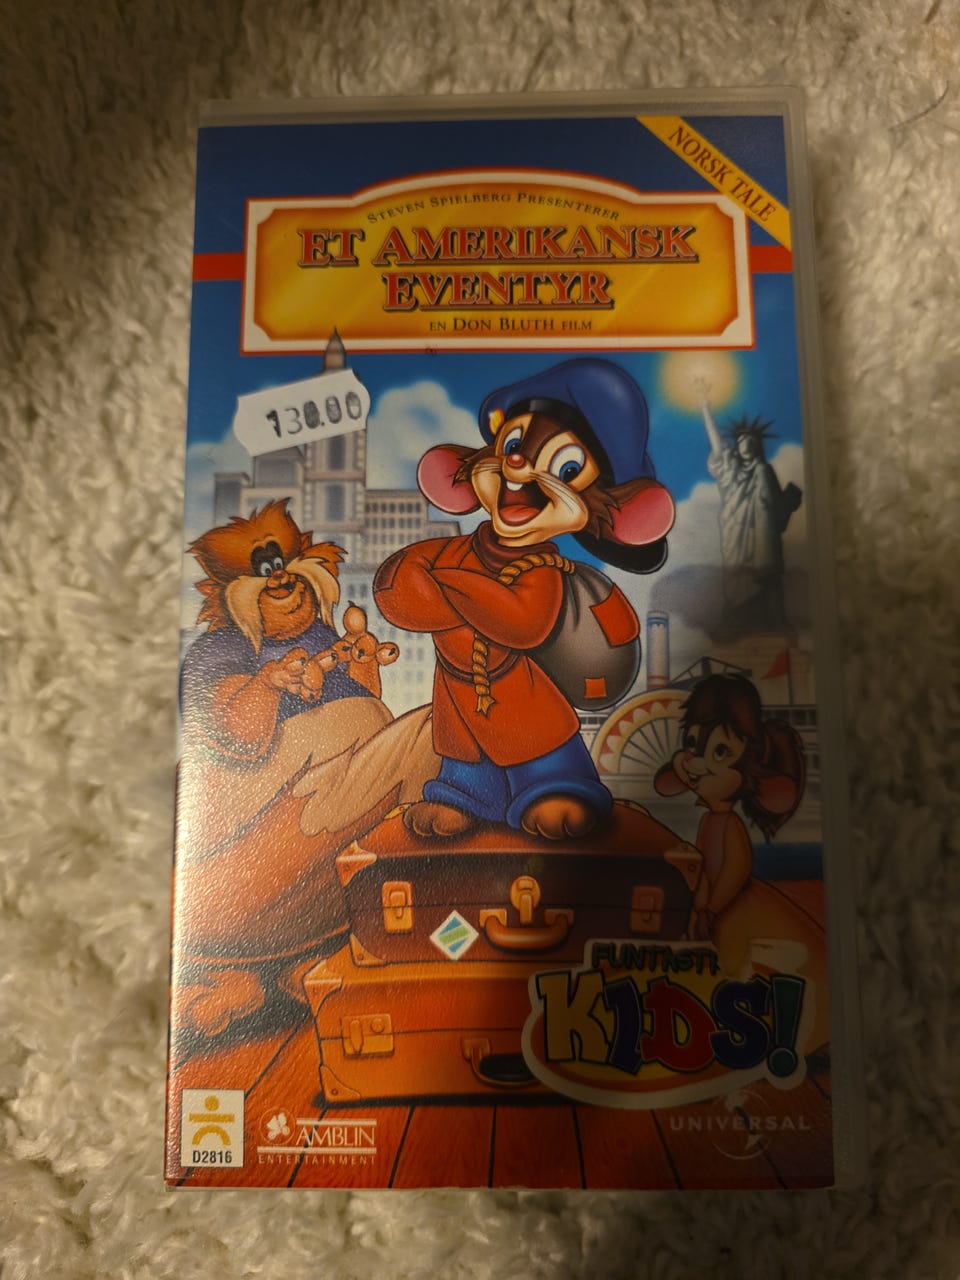 NORSK TALE
STEVEN SPIELBERG PRESENTERER
ET AMERIKANSK
EVENTYR
EN DON BLUTH FILM
130.00
FUNTASTIK
KIDS!
D2816
AMBLIN
ENTERTAINMENT
UNIVERSAL